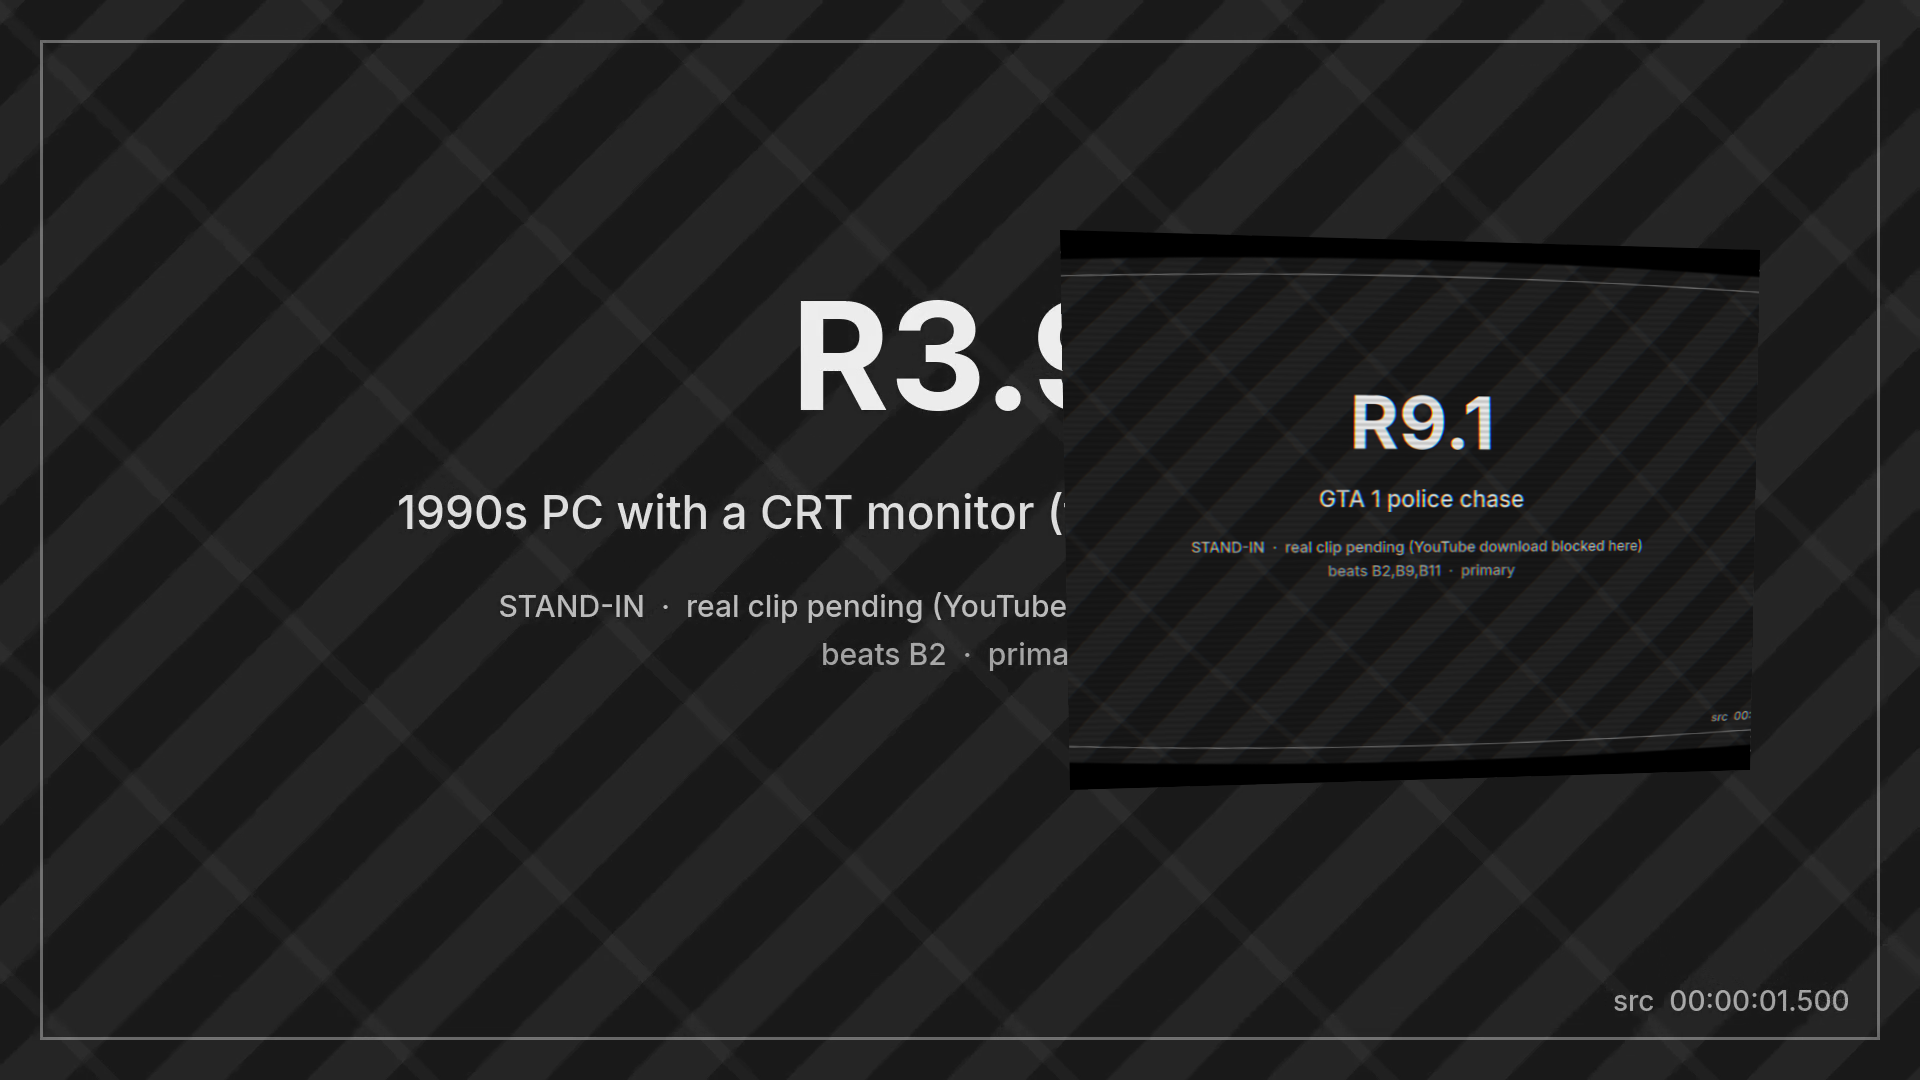 R3.
1990s PC with a CRT monitor (
STAND-IN · real clip pending (YouTube
beats B2 · prima
R9.1
GTA 1 police chase
STAND-IN · real clip pending (YouTube download blocked here)
beats B2,B9,B11 · primary
src 00:
src 00:00:01.500